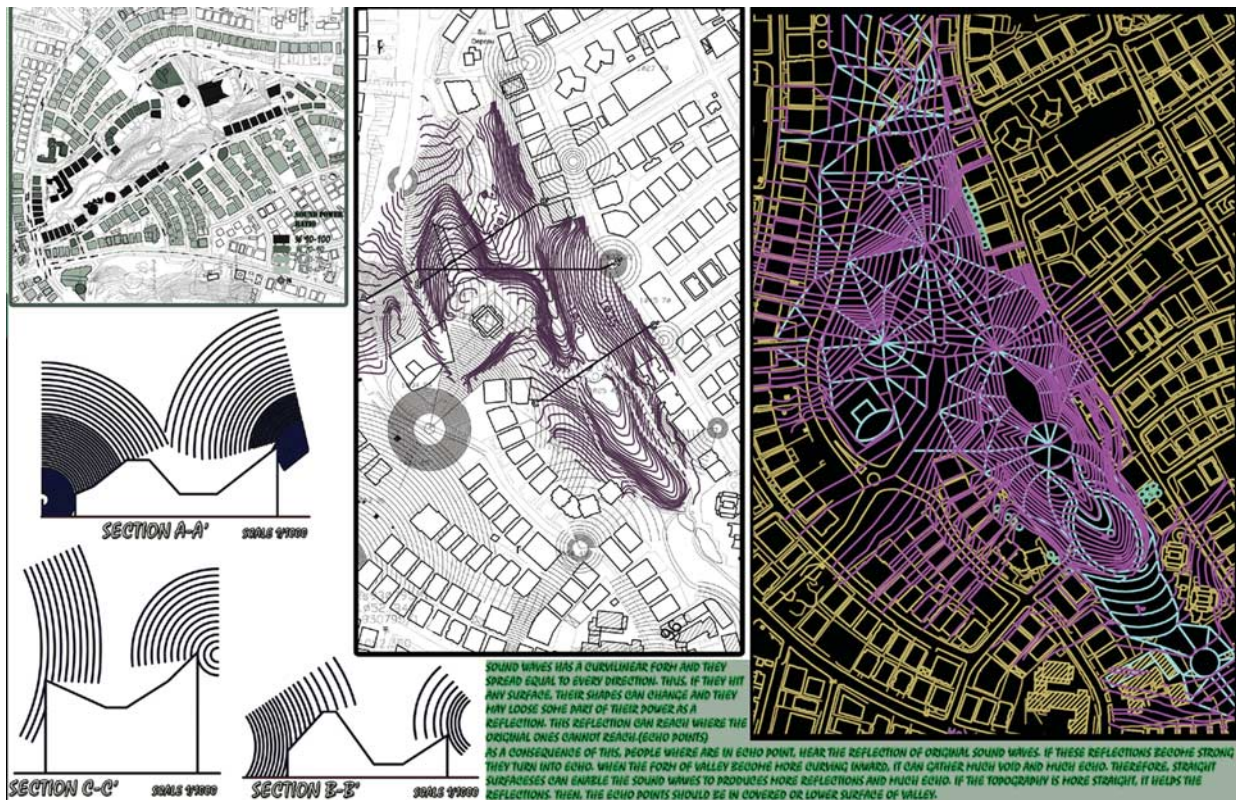 SOUND POWER
RATIO
SECTION A-A'
SCALE 1/1000
SECTION C-C'
SCALE 1/1000
SECTION B-B'
SCALE 1/1000
SOUND WAVES HAS A CURVILINEAR FORM AND THEY
SPREAD EQUAL TO EVERY DIRECTION. THUS, IF THEY HIT
ANY SURFACE, THEIR SHAPES CAN CHANGE AND THEY
MAY LOOSE SOME PART OF THEIR POWER AS A
REFLECTION. THIS REFLECTION CAN REACH WHERE THE
ORIGINAL ONES CANNOT REACH.(ECHO POINTS)
AS A CONSEQUENCE OF THIS, PEOPLE WHERE ARE IN ECHO POINT, HEAR THE REFLECTION OF ORIGINAL SOUND WAVES. IF THESE REFLECTIONS BECOME STRONG
THEY TURN INTO ECHO. WHEN THE FORM OF VALLEY BECOME MORE CURVING INWARD, IT CAN GATHER MUCH VOID AND MUCH ECHO. THEREFORE, STRAIGHT
SURFACESES CAN ENABLE THE SOUND WAVES TO PRODUCES MORE REFLECTIONS AND MUCH ECHO. IF THE TOPOGRAPHY IS MORE STRAIGHT, IT HELPS THE
REFLECTIONS. THEN, THE ECHO POINTS SHOULD BE IN COVERED OR LOWER SURFACE OF VALLEY.